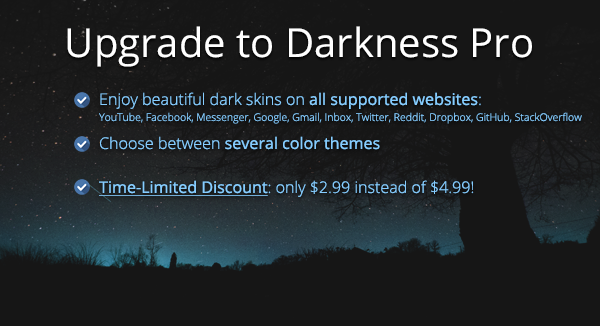 Upgrade to Darkness Pro
Enjoy beautiful dark skins on all supported websites:
YouTube, Facebook, Messenger, Google, Gmail, Inbox, Twitter, Reddit, Dropbox, GitHub, StackOverflow
Choose between several color themes
Time-Limited Discount: only $2.99 instead of $4.99!